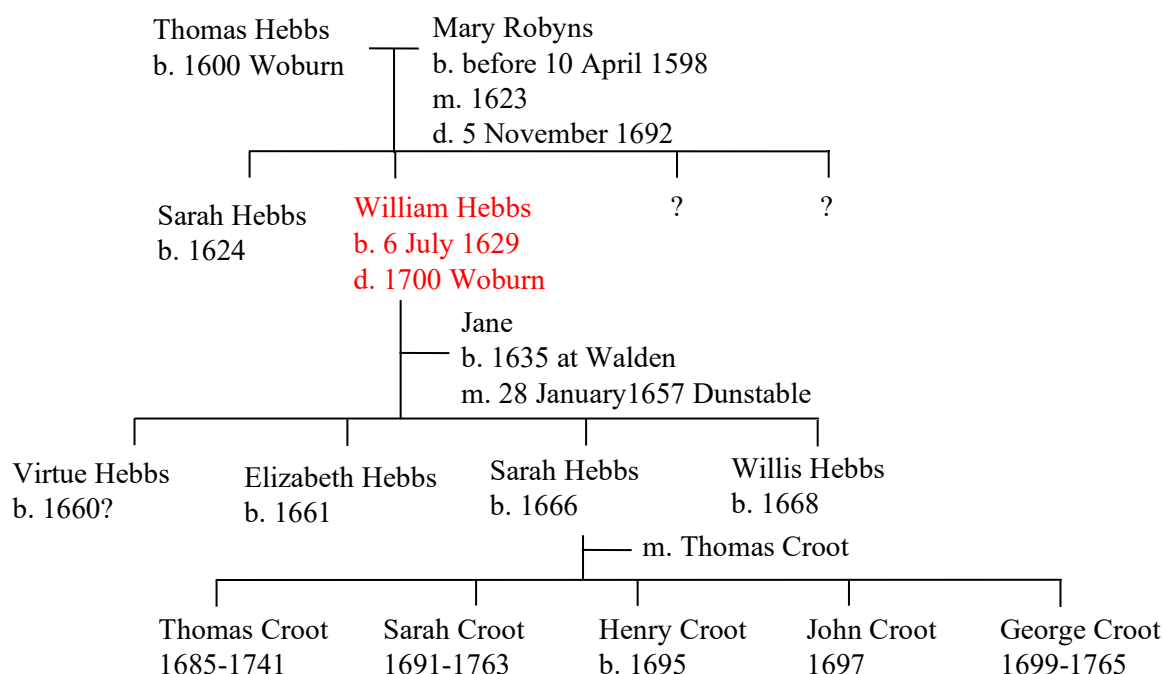 Thomas Hebbs
b. 1600 Woburn
Mary Robyns
b. before 10 April 1598
m. 1623
d. 5 November 1692
Sarah Hebbs
b. 1624
William Hebbs
b. 6 July 1629
d. 1700 Woburn
?
?
Jane
b. 1635 at Walden
m. 28 January1657 Dunstable
Virtue Hebbs
b. 1660?
Elizabeth Hebbs
b. 1661
Sarah Hebbs
b. 1666
Willis Hebbs
b. 1668
m. Thomas Croot
Thomas Croot
1685-1741
Sarah Croot
1691-1763
Henry Croot
b. 1695
John Croot
1697
George Croot
1699-1765